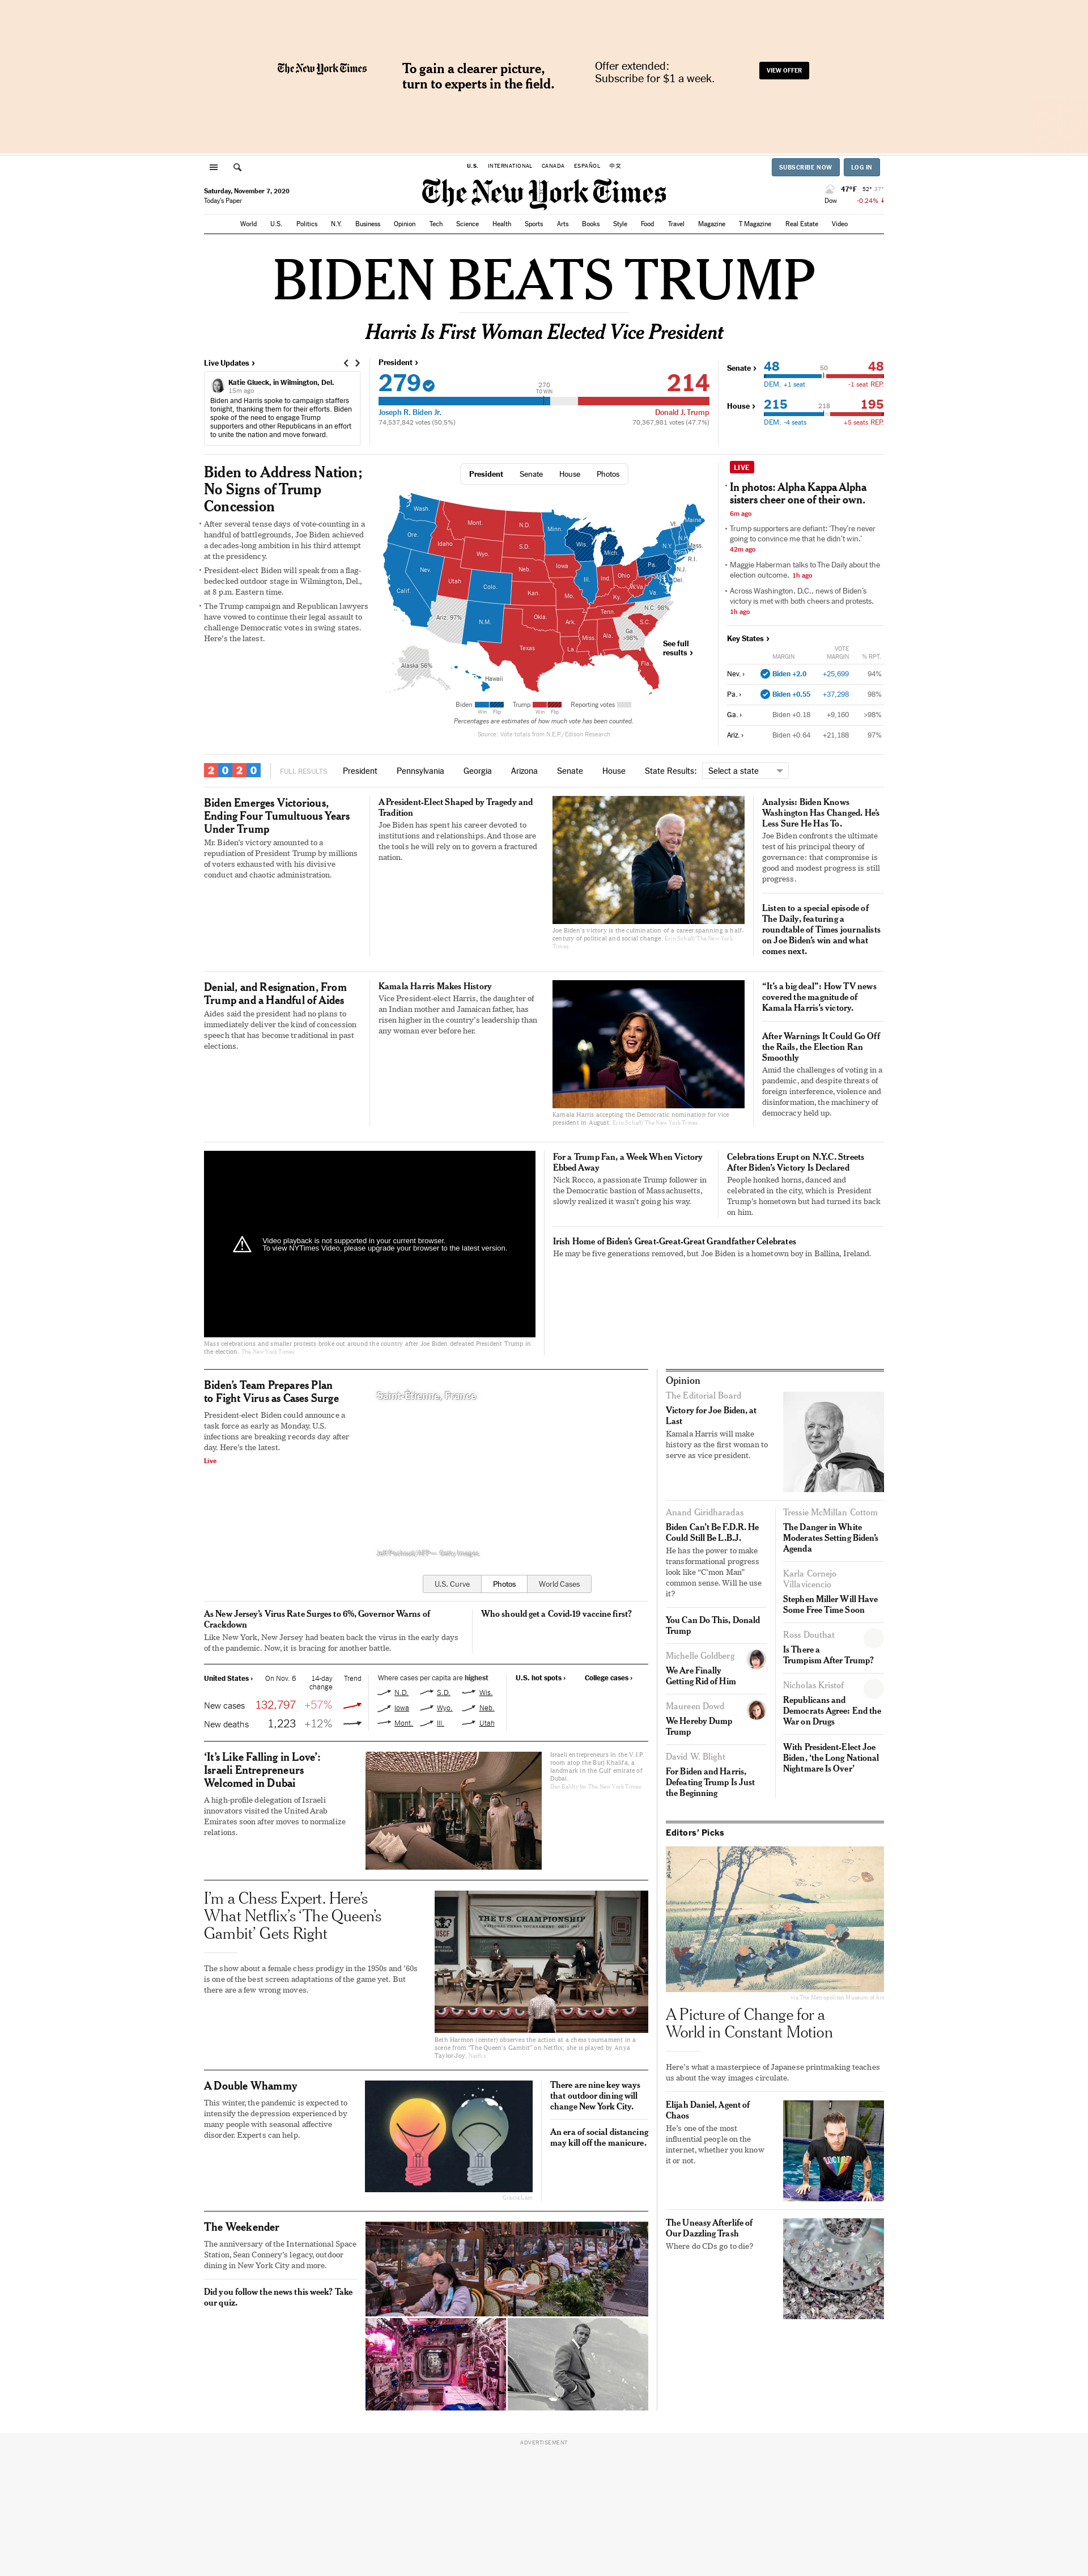 The New York Times
To gain a clearer picture,
turn to experts in the field.
Offer extended:
Subscribe for $1 a week.
VIEW OFFER
U.S. INTERNATIONAL CANADA ESPAÑOL 中文
SUBSCRIBE NOW LOG IN
Saturday, November 7, 2020
Today's Paper
The New York Times
47°F 52° 37°
Dow -0.24% ↓
World U.S. Politics N.Y. Business Opinion Tech Science Health Sports Arts Books Style Food Travel Magazine T Magazine Real Estate Video
BIDEN BEATS TRUMP
Harris Is First Woman Elected Vice President
Live Updates ›
Katie Glueck, in Wilmington, Del.
15m ago
Biden and Harris spoke to campaign staffers
tonight, thanking them for their efforts. Biden
spoke of the need to engage Trump
supporters and other Republicans in an effort
to unite the nation and move forward.
President ›
279 270 TO WIN 214
Joseph R. Biden Jr. Donald J. Trump
74,537,842 votes (50.5%) 70,367,981 votes (47.7%)
Senate › 48 50 48
DEM. +1 seat -1 seat REP.
House › 215 218 195
DEM. -4 seats +5 seats REP.
Biden to Address Nation;
No Signs of Trump
Concession
After several tense days of vote-counting in a
handful of battlegrounds, Joe Biden achieved
a decades-long ambition in his third attempt
at the presidency.
President-elect Biden will speak from a flag-
bedecked outdoor stage in Wilmington, Del.,
at 8 p.m. Eastern time.
The Trump campaign and Republican lawyers
have vowed to continue their legal assault to
challenge Democratic votes in swing states.
Here's the latest.
President Senate House Photos
Wash.
Ore.
Calif.
Nev.
Idaho
Mont.
Wyo.
Utah
Ariz. 97%
Colo.
N.M.
N.D.
S.D.
Neb.
Kan.
Okla.
Texas
Minn.
Iowa
Mo.
Ark.
La.
Wis.
Ill.
Mich.
Ind.
Ohio
Ky.
Tenn.
Miss.
Ala.
Ga. >98%
Fla.
S.C.
N.C. 98%
W.Va.
Va.
Pa.
N.Y.
Vt.
N.H.
Maine
Mass.
Conn.
R.I.
N.J.
Del.
Alaska 56%
Hawaii
See full
results ›
Biden Trump Reporting votes
Win Flip Win Flip
Percentages are estimates of how much vote has been counted.
Source: Vote totals from N.E.P./Edison Research
LIVE
In photos: Alpha Kappa Alpha
sisters cheer one of their own.
6m ago
Trump supporters are defiant: 'They're never
going to convince me that he didn't win.'
42m ago
Maggie Haberman talks to The Daily about the
election outcome. 1h ago
Across Washington, D.C., news of Biden's
victory is met with both cheers and protests.
1h ago
Key States ›
MARGIN VOTE MARGIN % RPT.
Nev. › Biden +2.0 +25,699 94%
Pa. › Biden +0.55 +37,298 98%
Ga. › Biden +0.18 +9,160 >98%
Ariz. › Biden +0.64 +21,188 97%
2020 FULL RESULTS President Pennsylvania Georgia Arizona Senate House State Results: Select a state
Biden Emerges Victorious,
Ending Four Tumultuous Years
Under Trump
Mr. Biden's victory amounted to a
repudiation of President Trump by millions
of voters exhausted with his divisive
conduct and chaotic administration.
A President-Elect Shaped by Tragedy and
Tradition
Joe Biden has spent his career devoted to
institutions and relationships. And those are
the tools he will rely on to govern a fractured
nation.
Joe Biden's victory is the culmination of a career spanning a half-
century of political and social change. Erin Schaff/The New York
Times
Analysis: Biden Knows
Washington Has Changed. He's
Less Sure He Has To.
Joe Biden confronts the ultimate
test of his principal theory of
governance: that compromise is
good and modest progress is still
progress.
Listen to a special episode of
The Daily, featuring a
roundtable of Times journalists
on Joe Biden's win and what
comes next.
Denial, and Resignation, From
Trump and a Handful of Aides
Aides said the president had no plans to
immediately deliver the kind of concession
speech that has become traditional in past
elections.
Kamala Harris Makes History
Vice President-elect Harris, the daughter of
an Indian mother and Jamaican father, has
risen higher in the country's leadership than
any woman ever before her.
Kamala Harris accepting the Democratic nomination for vice
president in August. Erin Schaff/The New York Times
"It's a big deal": How TV news
covered the magnitude of
Kamala Harris's victory.
After Warnings It Could Go Off
the Rails, the Election Ran
Smoothly
Amid the challenges of voting in a
pandemic, and despite threats of
foreign interference, violence and
disinformation, the machinery of
democracy held up.
Video playback is not supported in your current browser.
To view NYTimes Video, please upgrade your browser to the latest version.
Mass celebrations and smaller protests broke out around the country after Joe Biden defeated President Trump in
the election. The New York Times
For a Trump Fan, a Week When Victory
Ebbed Away
Nick Rocco, a passionate Trump follower in
the Democratic bastion of Massachusetts,
slowly realized it wasn't going his way.
Celebrations Erupt on N.Y.C. Streets
After Biden's Victory Is Declared
People honked horns, danced and
celebrated in the city, which is President
Trump's hometown but had turned its back
on him.
Irish Home of Biden's Great-Great-Great Grandfather Celebrates
He may be five generations removed, but Joe Biden is a hometown boy in Ballina, Ireland.
Biden's Team Prepares Plan
to Fight Virus as Cases Surge
President-elect Biden could announce a
task force as early as Monday. U.S.
infections are breaking records day after
day. Here's the latest.
Live
Saint-Étienne, France
Jeff Pachoud/AFP — Getty Images
U.S. Curve Photos World Cases
As New Jersey's Virus Rate Surges to 6%, Governor Warns of
Crackdown
Like New York, New Jersey had beaten back the virus in the early days
of the pandemic. Now, it is bracing for another battle.
Who should get a Covid-19 vaccine first?
United States › On Nov. 6 14-day change Trend
New cases 132,797 +57%
New deaths 1,223 +12%
Where cases per capita are highest
N.D. S.D. Wis.
Iowa Wyo. Neb.
Mont. Ill. Utah
U.S. hot spots › College cases ›
'It's Like Falling in Love':
Israeli Entrepreneurs
Welcomed in Dubai
A high-profile delegation of Israeli
innovators visited the United Arab
Emirates soon after moves to normalize
relations.
Israeli entrepreneurs in the V.I.P.
room atop the Burj Khalifa, a
landmark in the Gulf emirate of
Dubai.
Dan Balilty for The New York Times
I'm a Chess Expert. Here's
What Netflix's 'The Queen's
Gambit' Gets Right
The show about a female chess prodigy in the 1950s and '60s
is one of the best screen adaptations of the game yet. But
there are a few wrong moves.
USCF
THE U.S. CHAMPIONSHIP
Beth Harmon (center) observes the action at a chess tournament in a
scene from "The Queen's Gambit" on Netflix; she is played by Anya
Taylor-Joy. Netflix
A Double Whammy
This winter, the pandemic is expected to
intensify the depression experienced by
many people with seasonal affective
disorder. Experts can help.
Gracia Lam
There are nine key ways
that outdoor dining will
change New York City.
An era of social distancing
may kill off the manicure.
The Weekender
The anniversary of the International Space
Station, Sean Connery's legacy, outdoor
dining in New York City and more.
Did you follow the news this week? Take
our quiz.
Opinion
The Editorial Board
Victory for Joe Biden, at
Last
Kamala Harris will make
history as the first woman to
serve as vice president.
Anand Giridharadas
Biden Can't Be F.D.R. He
Could Still Be L.B.J.
He has the power to make
transformational progress
look like "C'mon Man"
common sense. Will he use
it?
You Can Do This, Donald
Trump
Michelle Goldberg
We Are Finally
Getting Rid of Him
Maureen Dowd
We Hereby Dump
Trump
David W. Blight
For Biden and Harris,
Defeating Trump Is Just
the Beginning
Tressie McMillan Cottom
The Danger in White
Moderates Setting Biden's
Agenda
Karla Cornejo
Villavicencio
Stephen Miller Will Have
Some Free Time Soon
Ross Douthat
Is There a
Trumpism After Trump?
Nicholas Kristof
Republicans and
Democrats Agree: End the
War on Drugs
With President-Elect Joe
Biden, 'the Long National
Nightmare Is Over'
Editors' Picks
via The Metropolitan Museum of Art
A Picture of Change for a
World in Constant Motion
Here's what a masterpiece of Japanese printmaking teaches
us about the way images circulate.
Elijah Daniel, Agent of
Chaos
He's one of the most
influential people on the
internet, whether you know
it or not.
The Uneasy Afterlife of
Our Dazzling Trash
Where do CDs go to die?
ADVERTISEMENT